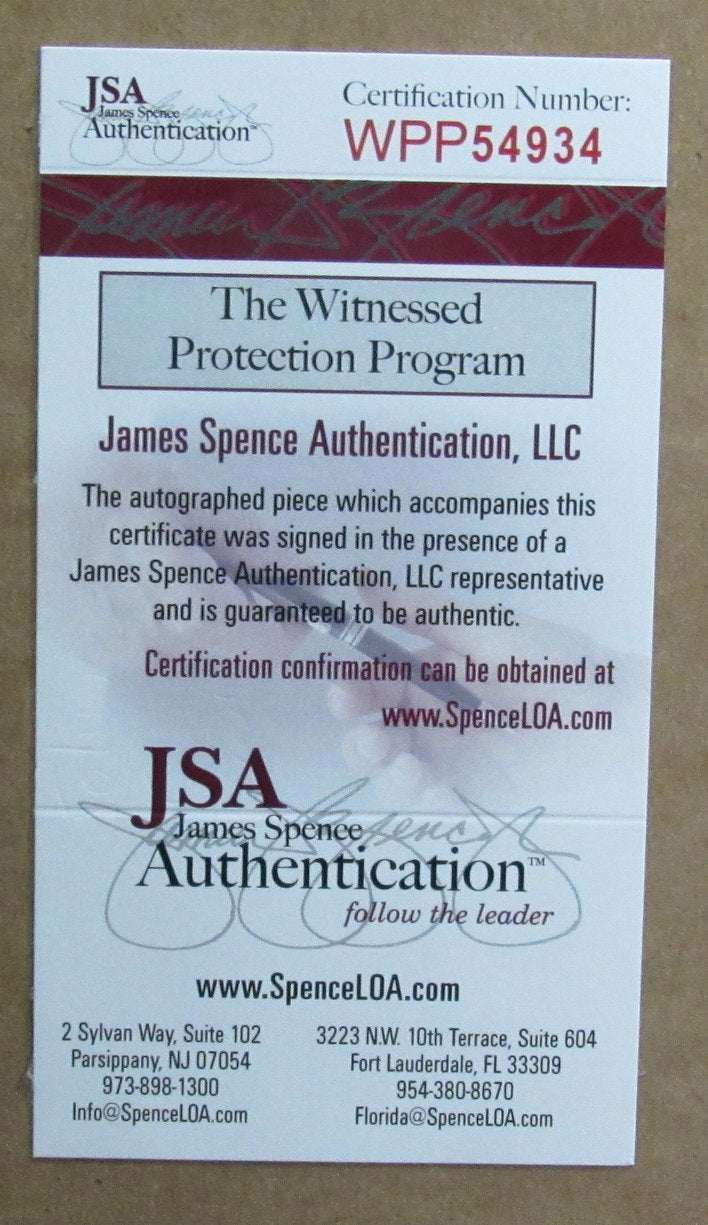 JSA
James Spence
Authentication™
Certification Number:
WPP54934
The Witnessed
Protection Program
James Spence Authentication, LLC
The autographed piece which accompanies this
certificate was signed in the presence of a
James Spence Authentication, LLC representative
and is guaranteed to be authentic.
Certification confirmation can be obtained at
www.SpenceLOA.com
JSA
James Spence
Authentication™
follow the leader
www.SpenceLOA.com
2 Sylvan Way, Suite 102
Parsippany, NJ 07054
973-898-1300
Info@SpenceLOA.com
3223 N.W. 10th Terrace, Suite 604
Fort Lauderdale, FL 33309
954-380-8670
Florida@SpenceLOA.com